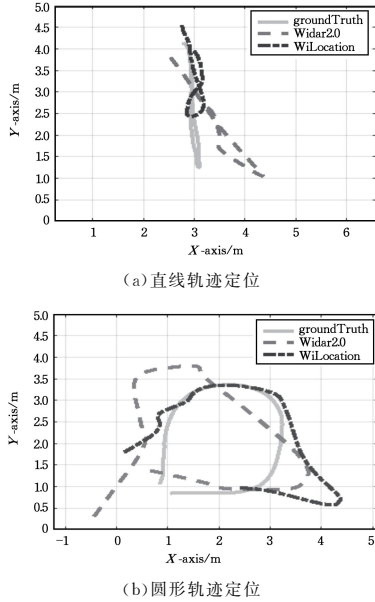 5.0
groundTruth
4.5
Widar2.0
4.0
WiLocation
3.5
3.0
2.5
2.0
1.5
1.0
0.5
0
Y-axis/m
1 2 3 4 5 6
X-axis/m
(a)直线轨迹定位
5.0
groundTruth
4.5
Widar2.0
4.0
WiLocation
3.5
3.0
2.5
2.0
1.5
1.0
0.5
0
Y-axis/m
-1 0 1 2 3 4 5
X-axis/m
(b)圆形轨迹定位